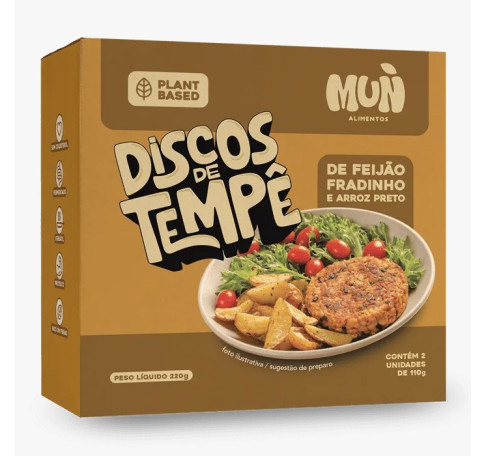 PLANT
BASED
MUÑ
ALIMENTOS
DISCOS
DE
TEMPÊ
DE FEIJÃO
FRADINHO
E ARROZ PRETO
foto ilustrativa / sugestão de preparo
PESO LÍQUIDO 220g
CONTÉM 2
UNIDADES
DE 110g